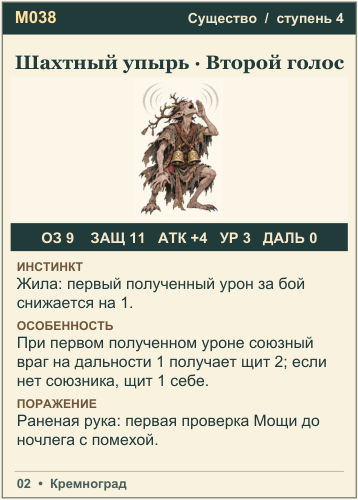 M038
Существо / ступень 4
Шахтный упырь · Второй голос
ОЗ 9 ЗАЩ 11 АТК +4 УР 3 ДАЛЬ 0
ИНСТИНКТ
Жила: первый полученный урон за бой
снижается на 1.
ОСОБЕННОСТЬ
При первом полученном уроне союзный
враг на дальности 1 получает щит 2; если
нет союзника, щит 1 себе.
ПОРАЖЕНИЕ
Раненая рука: первая проверка Мощи до
ночлега с помехой.
02 • Кремноград